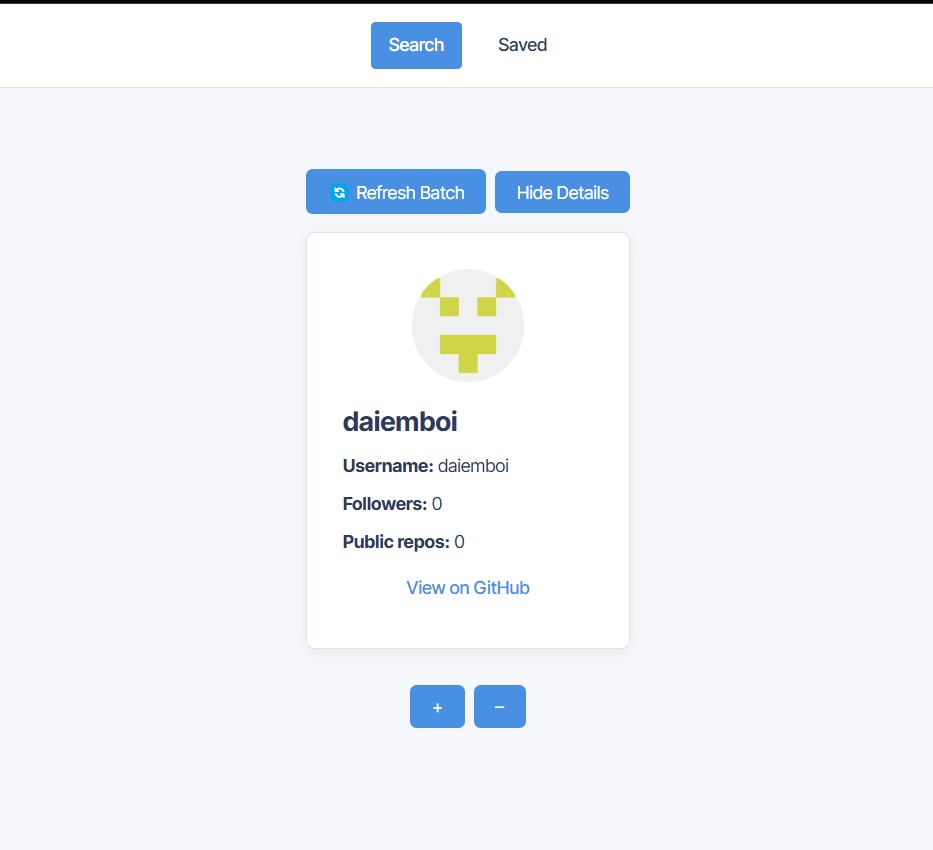 Search Saved
🔄 Refresh Batch Hide Details
daiemboi
Username: daiemboi
Followers: 0
Public repos: 0
View on GitHub
+ −